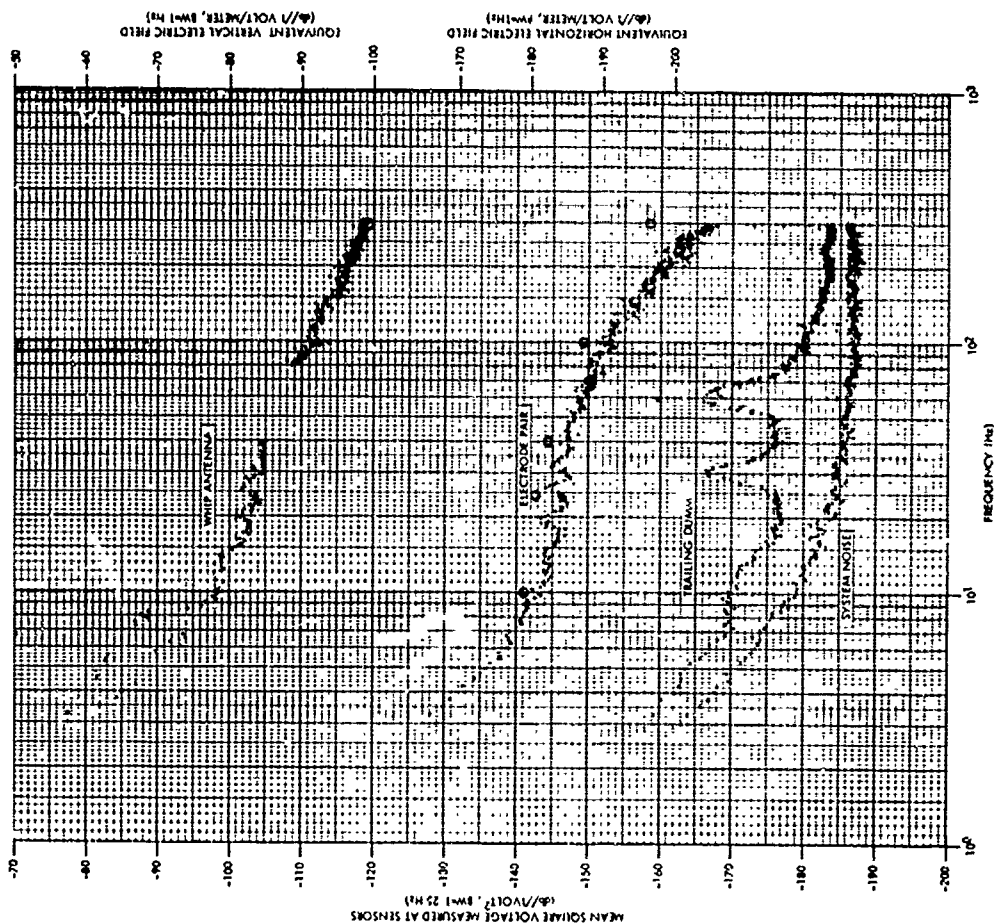 MEAN SQUARE VOLTAGE MEASURED AT SENSORS
(db//1VOLT², BW=1 25 Hz)
-70
-80
-90
-100
-110
-120
-130
-140
-150
-160
-170
-180
-190
-200
EQUIVALENT VERTICAL ELECTRIC FIELD
(db//1 VOLT/METER, BW=1 Hz)
-50
-60
-70
-80
-90
-100
EQUIVALENT HORIZONTAL ELECTRIC FIELD
(db//1 VOLT/METER, BW=1Hz)
-170
-180
-190
-200
WHIP ANTENNA
ELECTRODE PAIR
TRAILING DUMM
SYSTEM NOISE
10⁰
10¹
10²
10³
FREQUENCY (Hz)